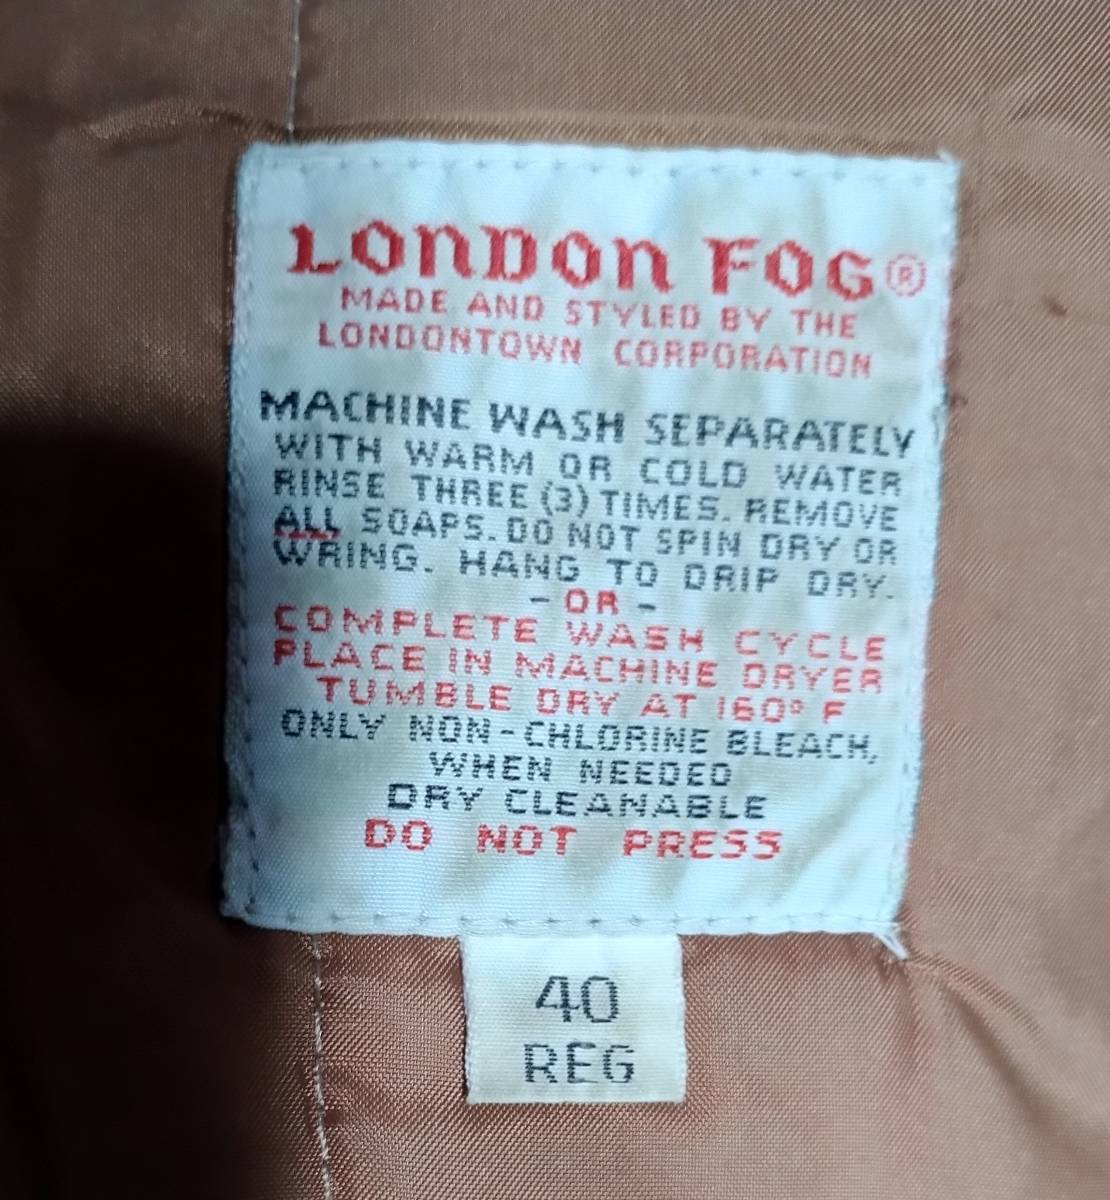 LONDON FOG®
MADE AND STYLED BY THE
LONDONTOWN CORPORATION
MACHINE WASH SEPARATELY
WITH WARM OR COLD WATER
RINSE THREE (3) TIMES. REMOVE
ALL SOAPS. DO NOT SPIN DRY OR
WRING. HANG TO DRIP DRY.
- OR -
COMPLETE WASH CYCLE
PLACE IN MACHINE DRYER
TUMBLE DRY AT 160° F
ONLY NON-CHLORINE BLEACH,
WHEN NEEDED
DRY CLEANABLE
DO NOT PRESS
40
REG